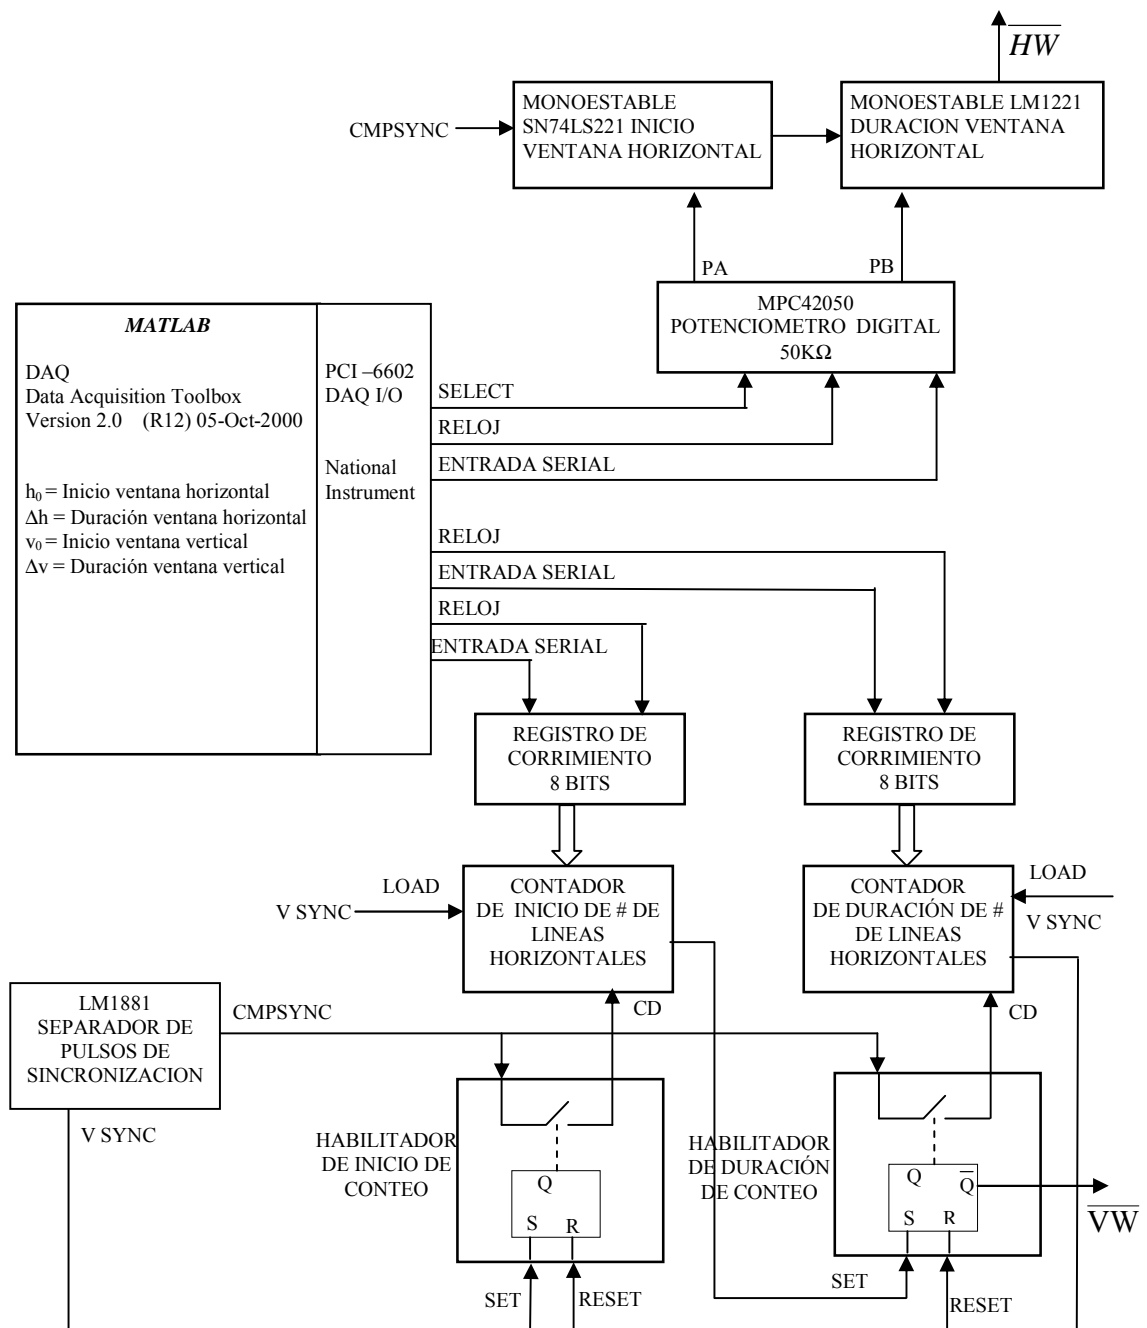 HW
MONOESTABLE
SN74LS221 INICIO
VENTANA HORIZONTAL
MONOESTABLE LM1221
DURACION VENTANA
HORIZONTAL
CMPSYNC
PA
PB
MPC42050
POTENCIOMETRO DIGITAL
50KΩ
MATLAB
DAQ
Data Acquisition Toolbox
Version 2.0 (R12) 05-Oct-2000
h₀ = Inicio ventana horizontal
Δh = Duración ventana horizontal
v₀ = Inicio ventana vertical
Δv = Duración ventana vertical
PCI –6602
DAQ I/O
National
Instrument
SELECT
RELOJ
ENTRADA SERIAL
RELOJ
ENTRADA SERIAL
RELOJ
ENTRADA SERIAL
REGISTRO DE
CORRIMIENTO
8 BITS
REGISTRO DE
CORRIMIENTO
8 BITS
LOAD
V SYNC
CONTADOR
DE INICIO DE # DE
LINEAS
HORIZONTALES
CONTADOR
DE DURACIÓN DE #
DE LINEAS
HORIZONTALES
LOAD
V SYNC
LM1881
SEPARADOR DE
PULSOS DE
SINCRONIZACION
CMPSYNC
CD
CD
V SYNC
HABILITADOR
DE INICIO DE
CONTEO
Q
S R
HABILITADOR
DE DURACIÓN
DE CONTEO
Q Q̅
S R
VW
SET
RESET
SET
RESET